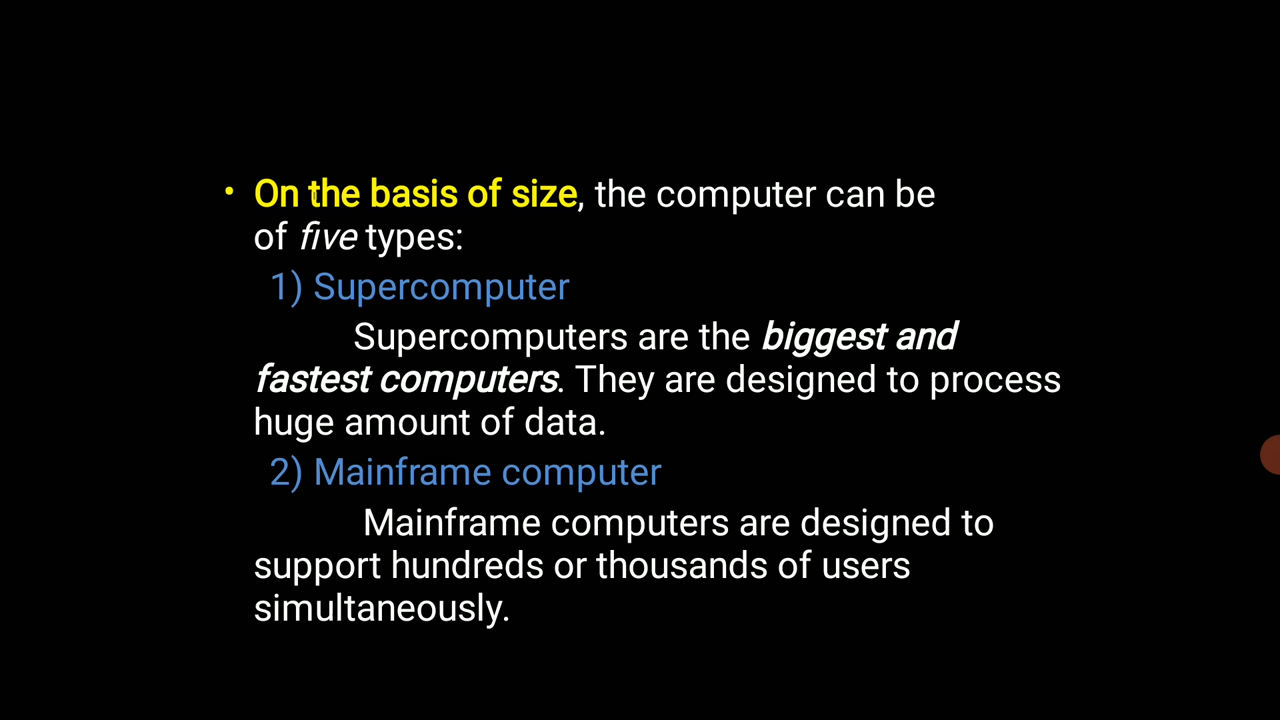 • On the basis of size, the computer can be
of five types:
1) Supercomputer
Supercomputers are the biggest and
fastest computers. They are designed to process
huge amount of data.
2) Mainframe computer
Mainframe computers are designed to
support hundreds or thousands of users
simultaneously.